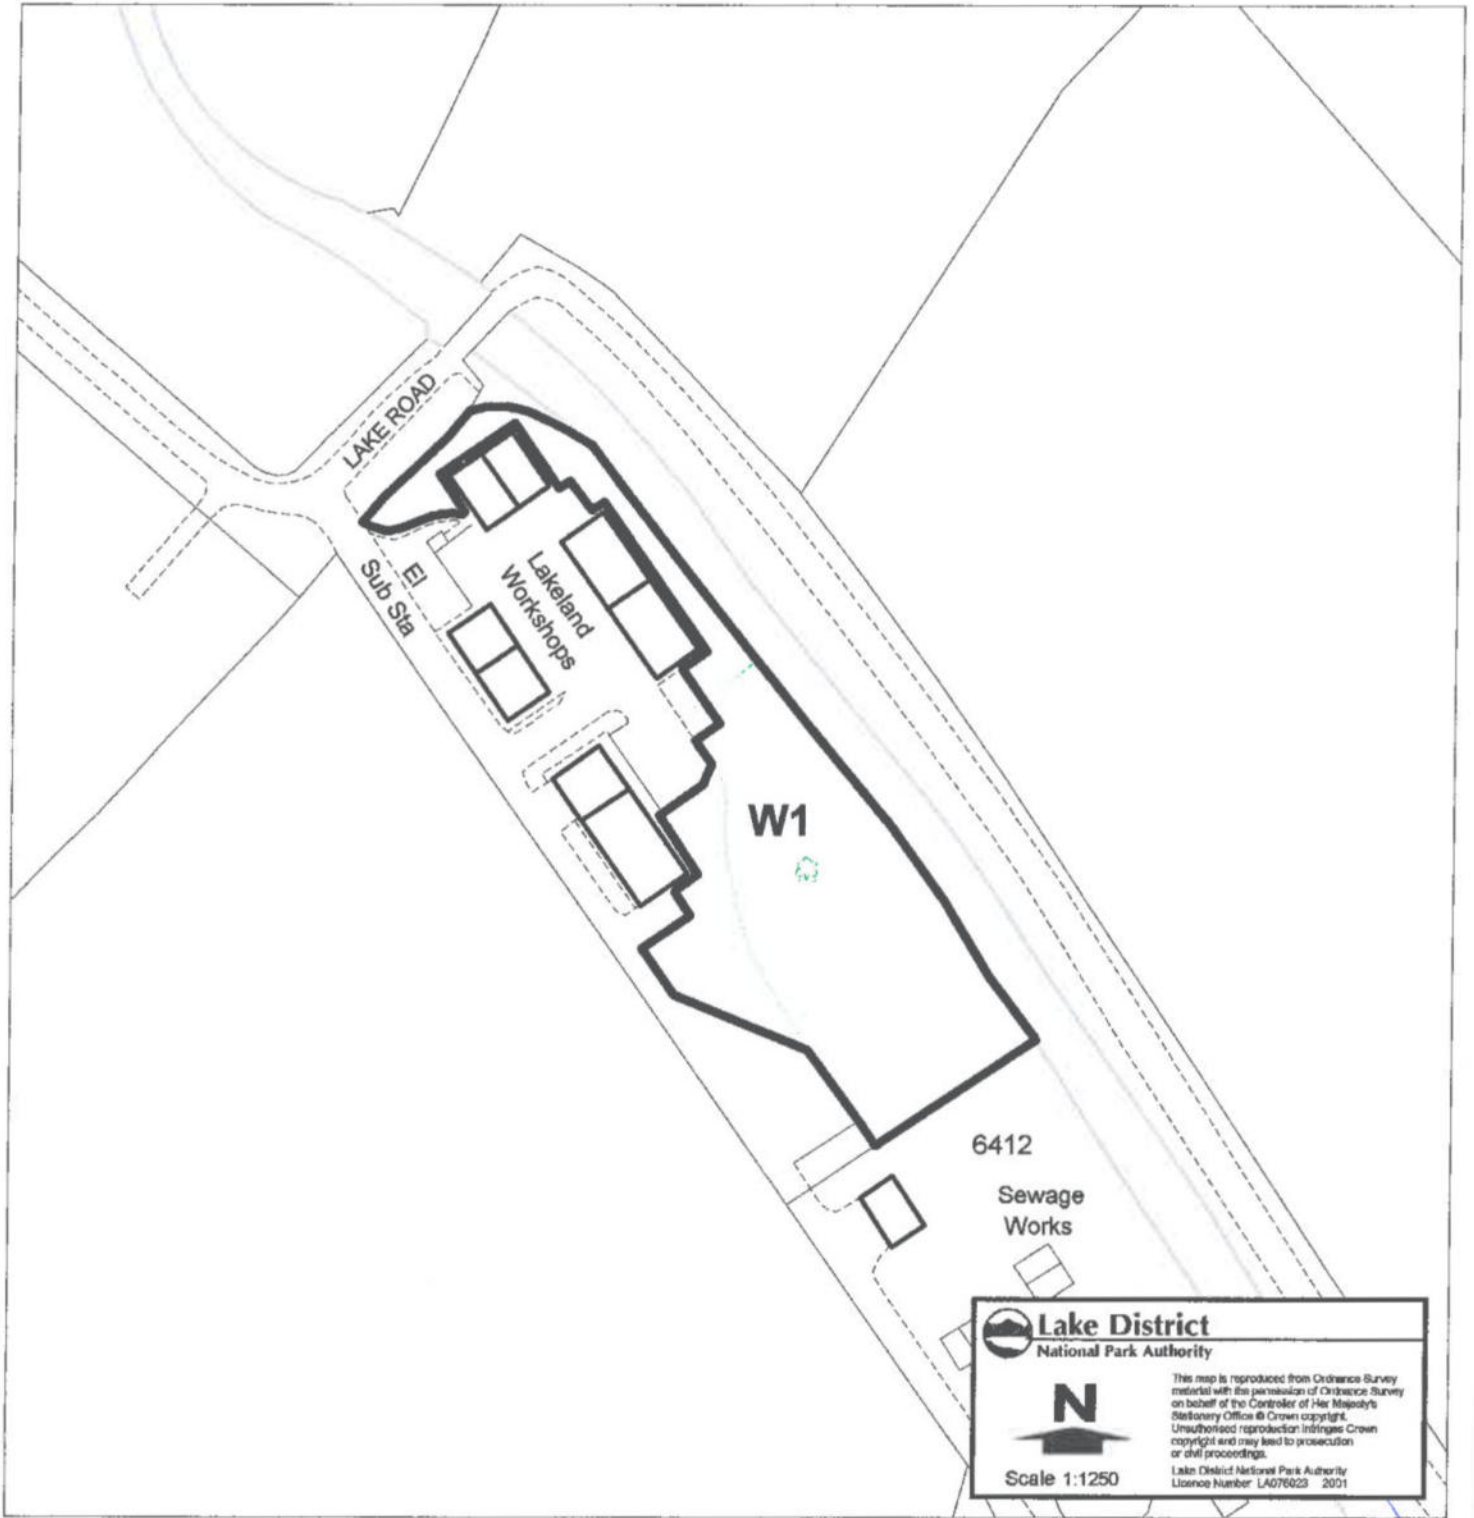 LAKE ROAD
El
Sub Sta
Lakeland
Workshops
W1
6412
Sewage
Works
Lake District
National Park Authority
N
Scale 1:1250
This map is reproduced from Ordnance Survey
material with the permission of Ordnance Survey
on behalf of the Controller of Her Majesty's
Stationery Office © Crown copyright.
Unauthorised reproduction infringes Crown
copyright and may lead to prosecution
or civil proceedings.
Lake District National Park Authority
Licence Number LA076023 2001